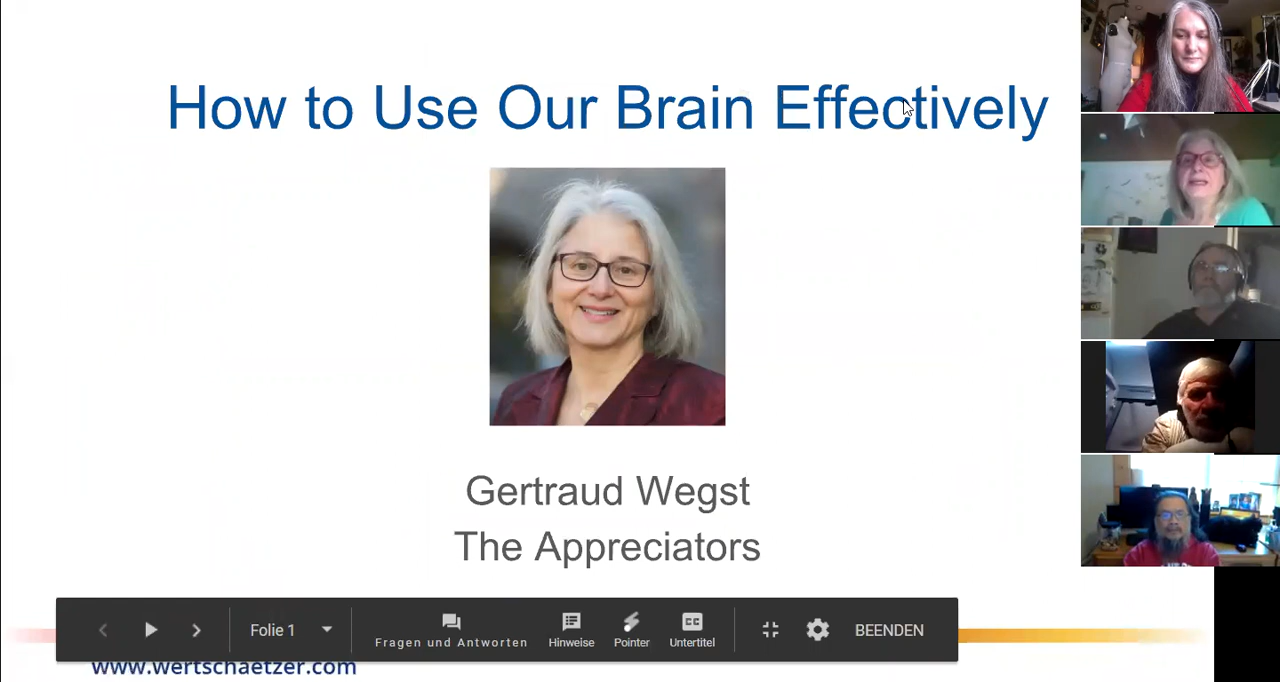 How to Use Our Brain Effectively
Gertraud Wegst
The Appreciators
Folie 1
Fragen und Antworten
Hinweise
Pointer
CC
Untertitel
BEENDEN
www.wertschaetzer.com